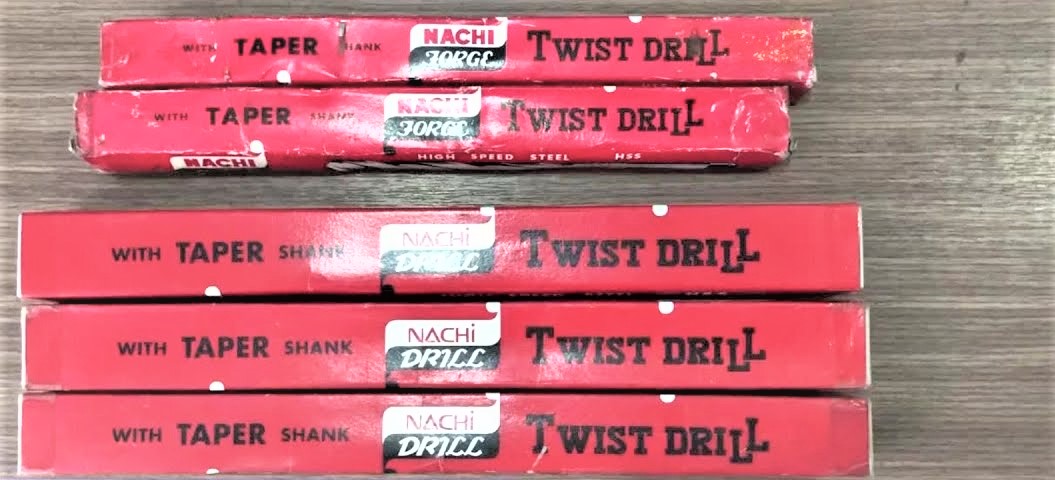 WITH TAPER HANK NACHI FORGE TWIST DRILL
WITH TAPER SHANK NACHI FORGE TWIST DRILL
NACHI HIGH SPEED STEEL HSS
WITH TAPER SHANK NACHi DRILL TWIST DRILL
WITH TAPER SHANK NACHi DRILL TWIST DRILL
WITH TAPER SHANK NACHi DRILL TWIST DRILL